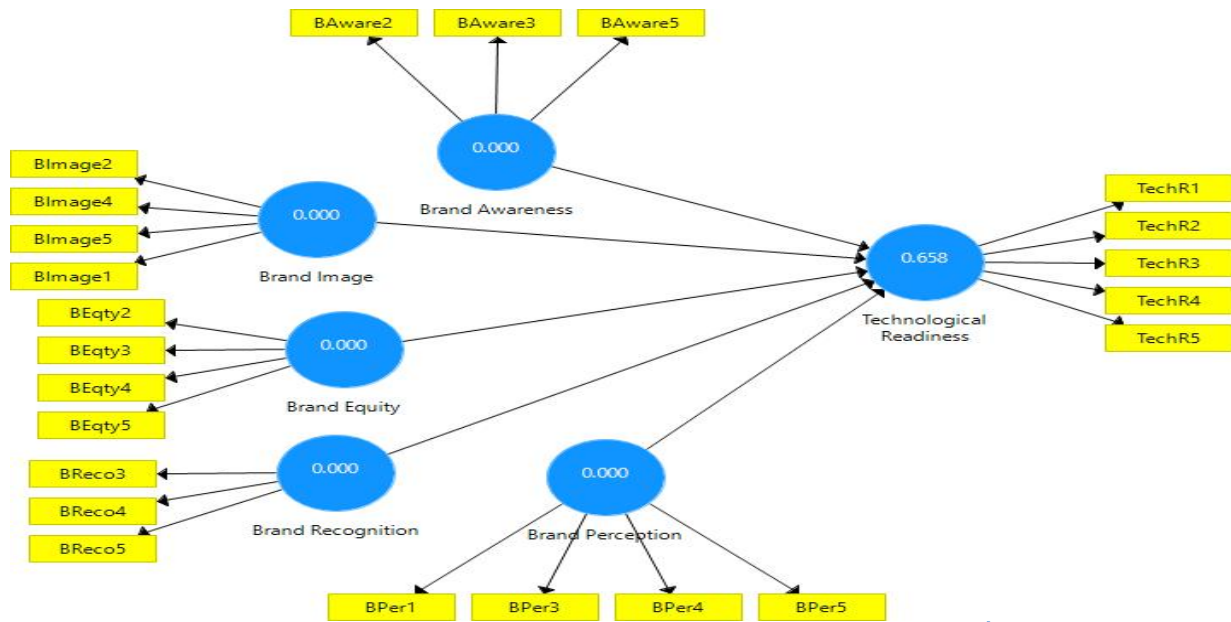 BAware2
BAware3
BAware5
0.000
Brand Awareness
BImage2
BImage4
BImage5
BImage1
0.000
Brand Image
BEqty2
BEqty3
BEqty4
BEqty5
0.000
Brand Equity
BReco3
BReco4
BReco5
0.000
Brand Recognition
0.000
Brand Perception
BPer1
BPer3
BPer4
BPer5
0.658
Technological
Readiness
TechR1
TechR2
TechR3
TechR4
TechR5